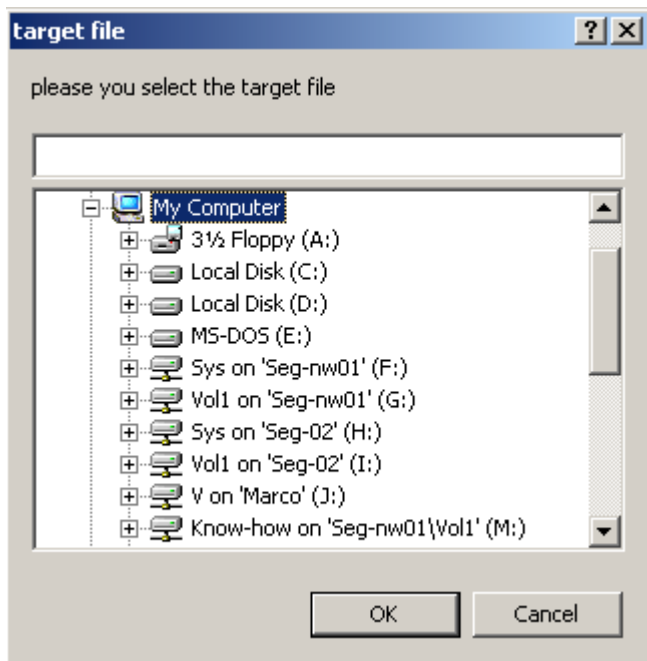 target file
please you select the target file
My Computer
3½ Floppy (A:)
Local Disk (C:)
Local Disk (D:)
MS-DOS (E:)
Sys on 'Seg-nw01' (F:)
Vol1 on 'Seg-nw01' (G:)
Sys on 'Seg-02' (H:)
Vol1 on 'Seg-02' (I:)
V on 'Marco' (J:)
Know-how on 'Seg-nw01\Vol1' (M:)
OK Cancel